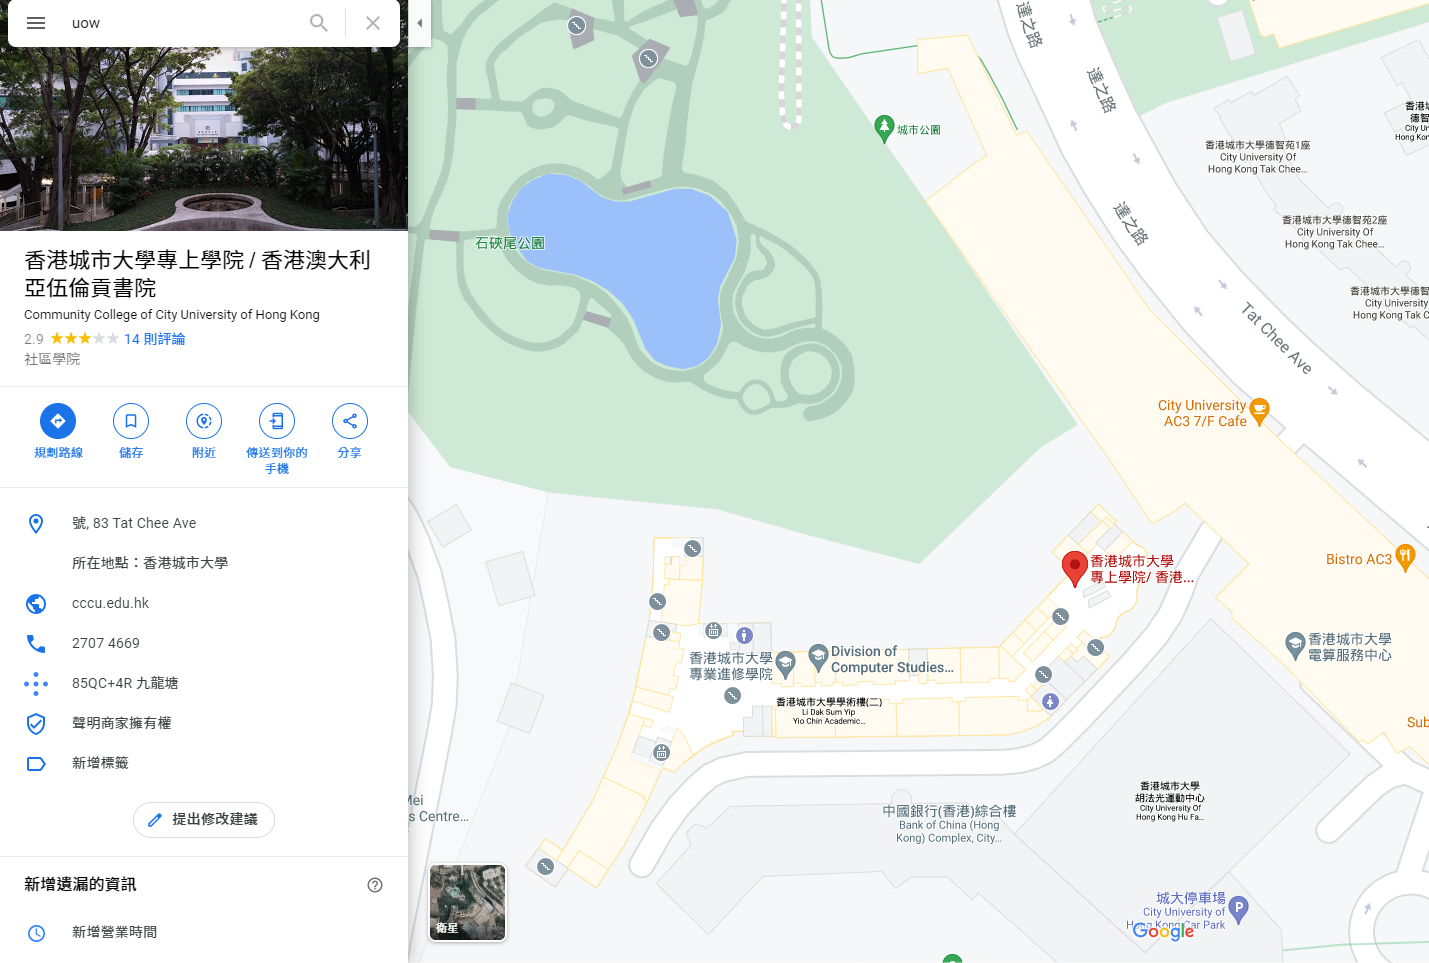 uow
香港城市大學專上學院 / 香港澳大利
亞伍倫貢書院
Community College of City University of Hong Kong
2.9 14 則評論
社區學院
規劃路線
儲存
附近
傳送到你的
手機
分享
號, 83 Tat Chee Ave
所在地點：香港城市大學
cccu.edu.hk
2707 4669
85QC+4R 九龍塘
聲明商家擁有權
新增標籤
提出修改建議
新增遺漏的資訊
新增營業時間
衛星
石硤尾公園
城市公園
達之路
達之路
達之路
Tat Chee Ave
香港城市大學德智苑1座
City University Of
Hong Kong Tak Chee...
香港城市大學德智苑2座
City University Of
Hong Kong Tak Chee...
香港城市大學德智
City University
Hong Kong Tak C
香港城市
德智
City Un
Hong Kon
City University
AC3 7/F Cafe
Bistro AC3
香港城市大學
專上學院/ 香港...
香港城市大學
電算服務中心
香港城市大學
專業進修學院
Division of
Computer Studies...
香港城市大學學術樓(二)
Li Dak Sum Yip
Yio Chin Academic...
Sub
香港城市大學
胡法光運動中心
City University Of
Hong Kong Hu Fa...
中國銀行(香港)綜合樓
Bank of China (Hong
Kong) Complex, City...
Mei
s Centre...
城大停車場
City University of
Hong Kong Car Park
Google